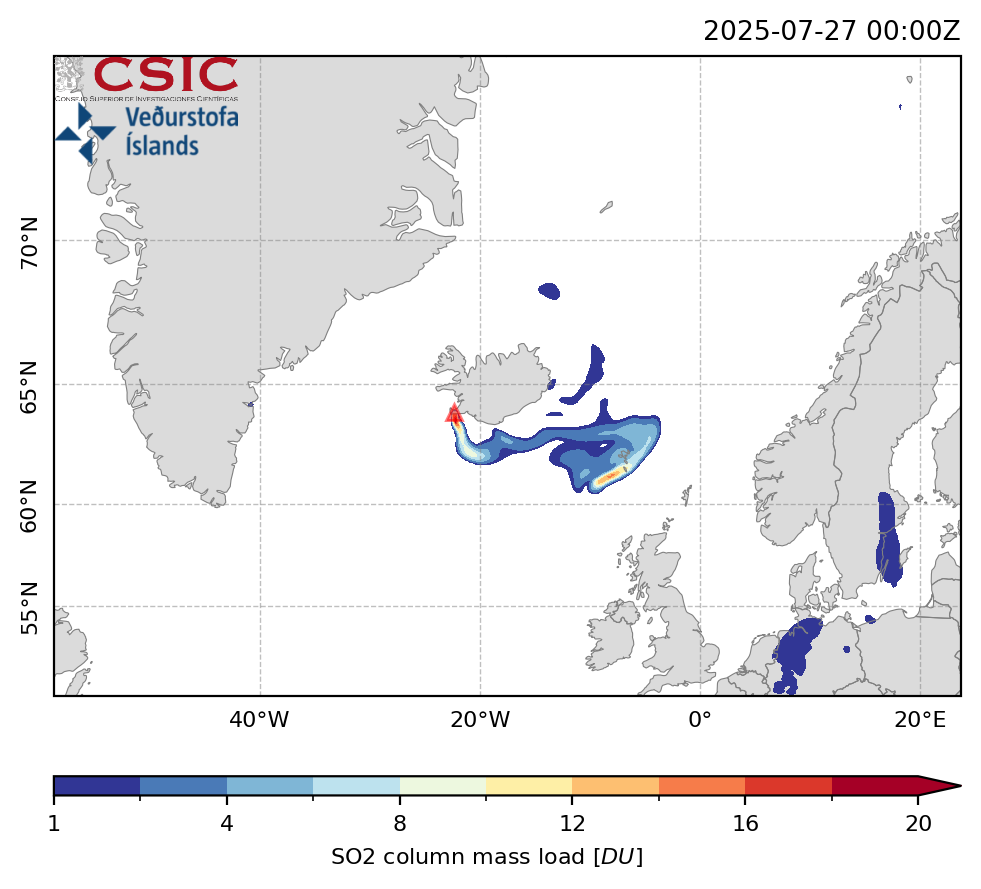 2025-07-27 00:00Z
CSIC
CONSEJO SUPERIOR DE INVESTIGACIONES CIENTÍFICAS
Veðurstofa
Íslands
70°N
65°N
60°N
55°N
40°W 20°W 0° 20°E
1 4 8 12 16 20
SO2 column mass load [DU]